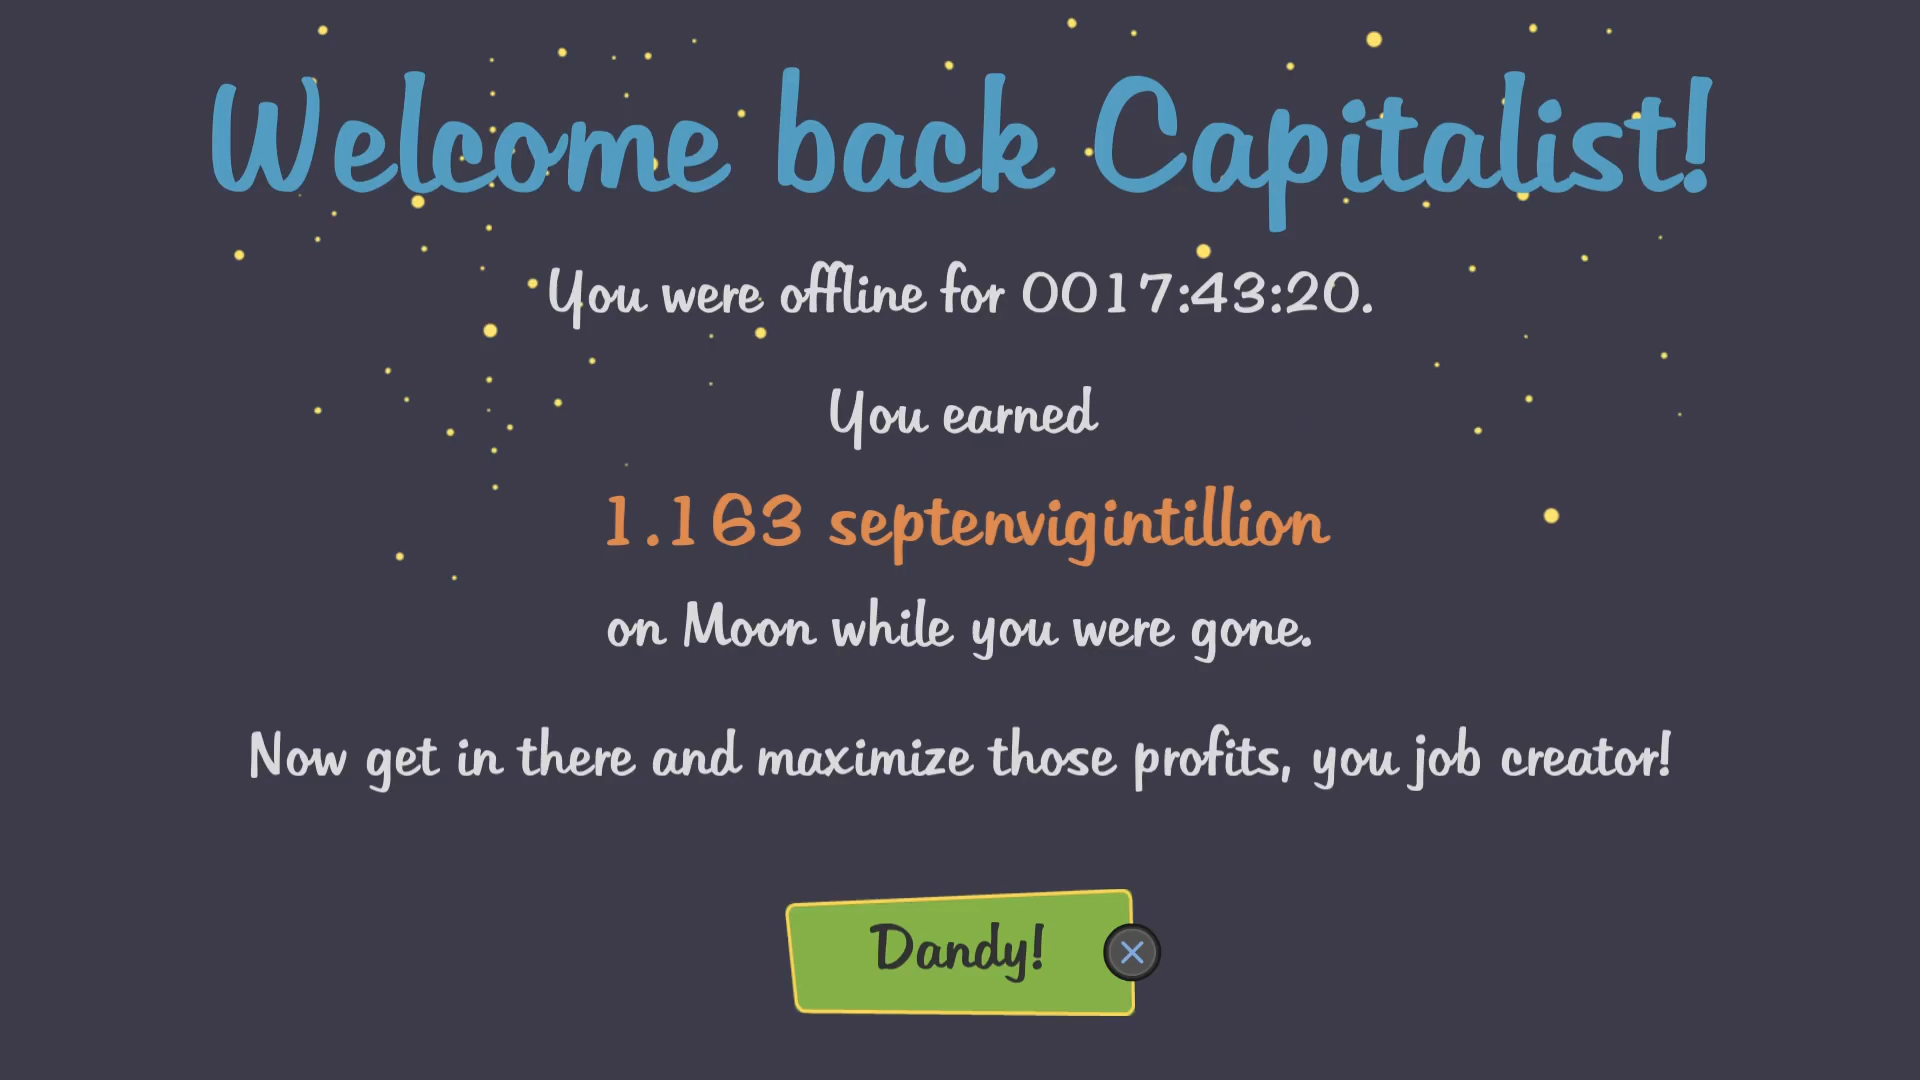 Welcome back Capitalist!
You were offline for 0017:43:20.
You earned
1.163 septenvigintillion
on Moon while you were gone.
Now get in there and maximize those profits, you job creator!
Dandy!